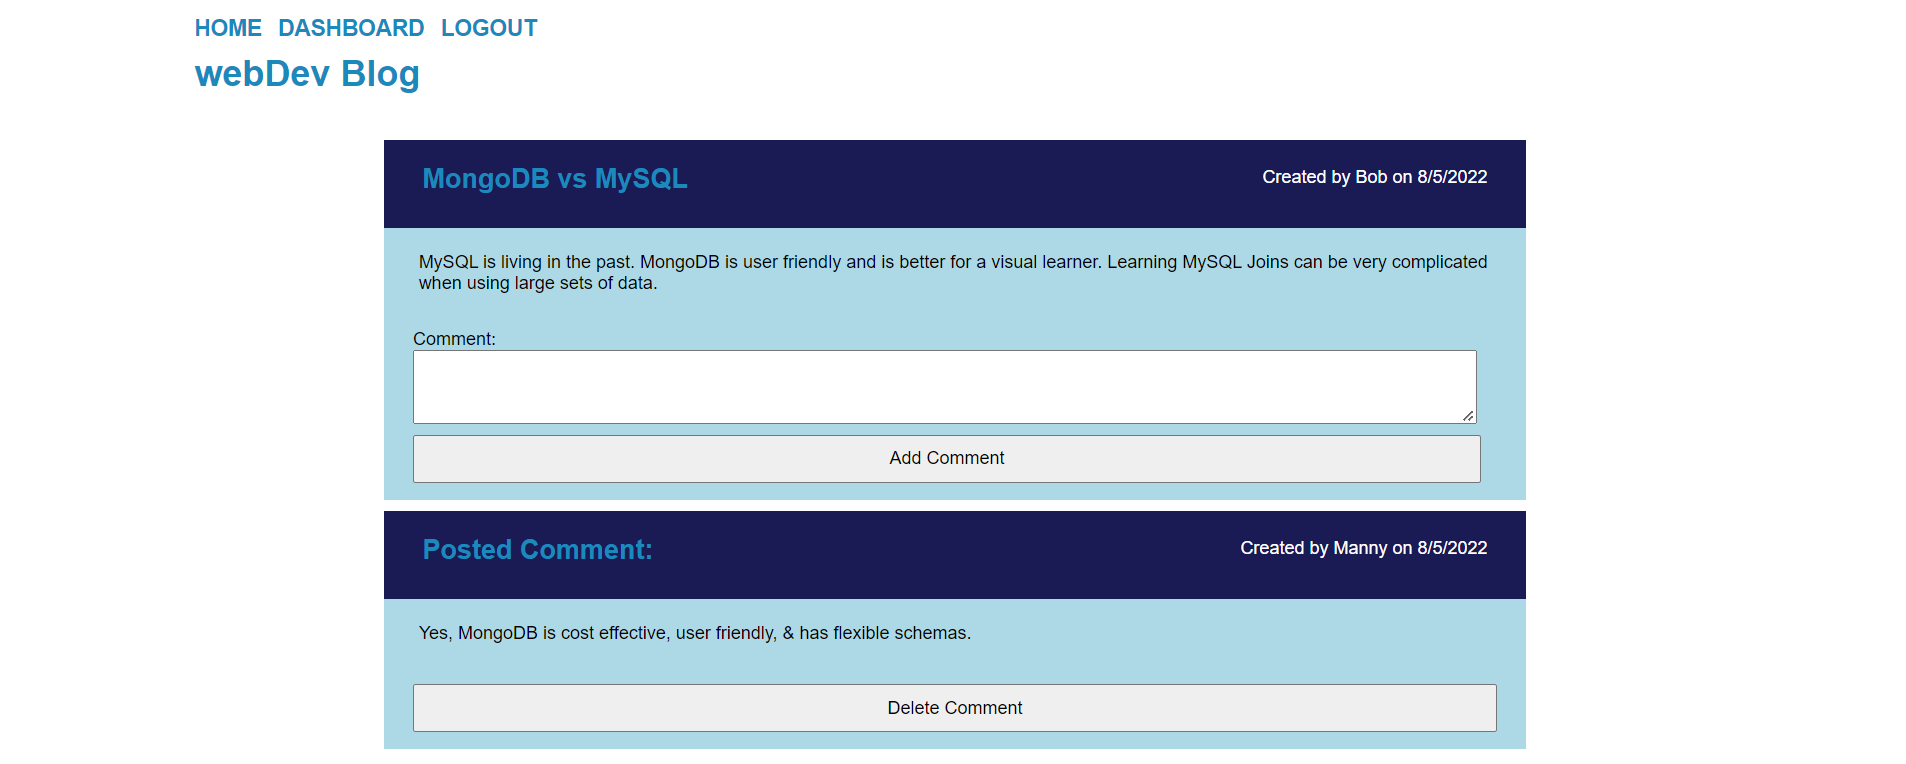 HOME DASHBOARD LOGOUT
webDev Blog
MongoDB vs MySQL
Created by Bob on 8/5/2022
MySQL is living in the past. MongoDB is user friendly and is better for a visual learner. Learning MySQL Joins can be very complicated
when using large sets of data.
Comment:
Add Comment
Posted Comment:
Created by Manny on 8/5/2022
Yes, MongoDB is cost effective, user friendly, & has flexible schemas.
Delete Comment